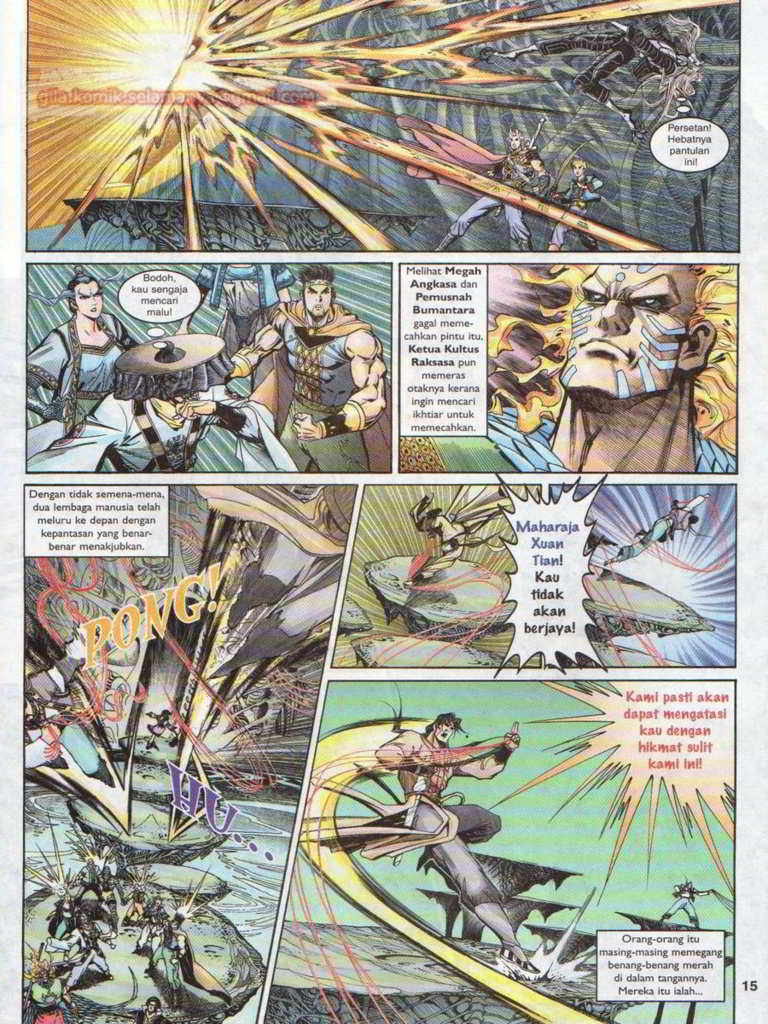 gilatkomik.selamanya@gmail.com
Persetan!
Hebatnya
pantulan
ini!
Bodoh,
kau sengaja
mencari
malu!
Melihat Megah
Angkasa dan
Pemusnah
Bumantara
gagal meme-
cahkan pintu itu,
Ketua Kultus
Raksasa pun
memeras
otaknya kerana
ingin mencari
ikhtiar untuk
memecahkan.
Dengan tidak semena-mena,
dua lembaga manusia telah
meluru ke depan dengan
kepantasan yang benar-
benar menakjubkan.
PONG!
HU...
Maharaja
Xuan
Tian!
Kau
tidak
akan
berjaya!
Kami pasti akan
dapat mengatasi
kau dengan
hikmat sulit
kami ini!
Orang-orang itu
masing-masing memegang
benang-benang merah
di dalam tangannya.
Mereka itu ialah...
15